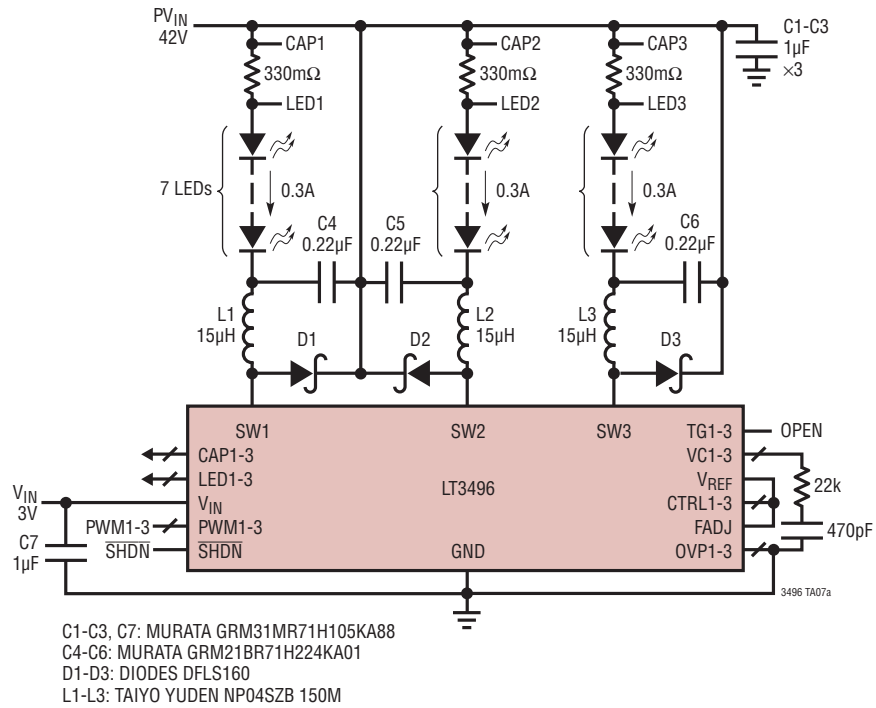 PVIN
42V
CAP1
CAP2
CAP3
C1-C3
1µF
×3
330mΩ
330mΩ
330mΩ
LED1
LED2
LED3
7 LEDs
0.3A
0.3A
0.3A
C4
0.22µF
C5
0.22µF
C6
0.22µF
L1
15µH
L2
15µH
L3
15µH
D1
D2
D3
SW1
SW2
SW3
TG1-3
OPEN
CAP1-3
VC1-3
LED1-3
LT3496
VREF
22k
VIN
3V
VIN
CTRL1-3
PWM1-3
PWM1-3
FADJ
470pF
C7
1µF
SHDN
SHDN
GND
OVP1-3
3496 TA07a
C1-C3, C7: MURATA GRM31MR71H105KA88
C4-C6: MURATA GRM21BR71H224KA01
D1-D3: DIODES DFLS160
L1-L3: TAIYO YUDEN NP04SZB 150M